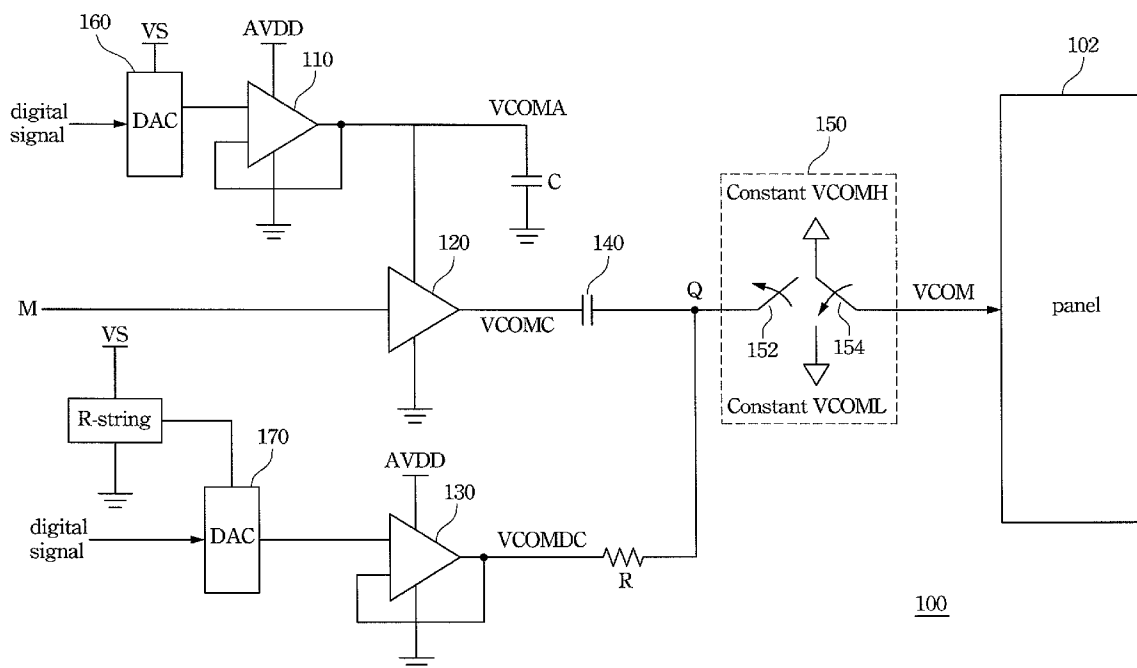 160
VS
AVDD
110
102
digital
signal
DAC
VCOMA
C
150
Constant VCOMH
120
140
M
VCOMC
Q
152
154
VCOM
panel
Constant VCOML
VS
R-string
170
AVDD
130
digital
signal
DAC
VCOMDC
R
100